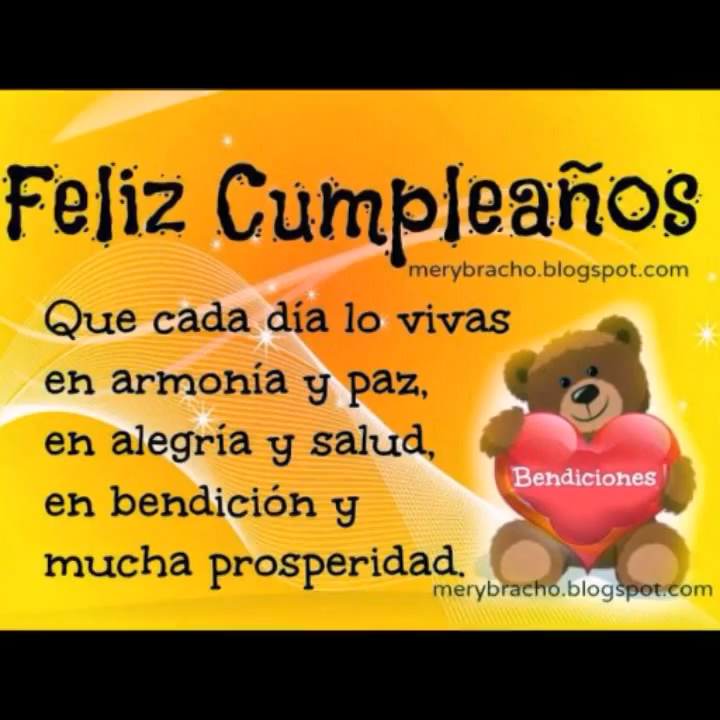 Feliz Cumpleaños
merybracho.blogspot.com
Que cada día lo vivas
en armonía y paz,
en alegría y salud,
en bendición y
mucha prosperidad.
Bendiciones
merybracho.blogspot.com